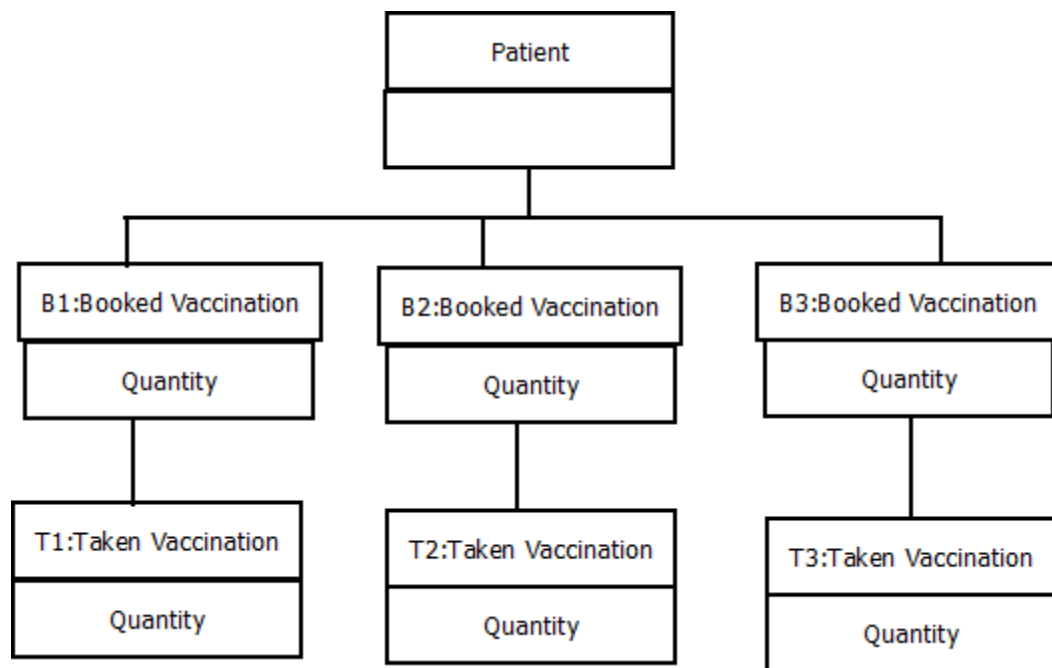 Patient
B1:Booked Vaccination
B2:Booked Vaccination
B3:Booked Vaccination
Quantity
Quantity
Quantity
T1:Taken Vaccination
T2:Taken Vaccination
T3:Taken Vaccination
Quantity
Quantity
Quantity